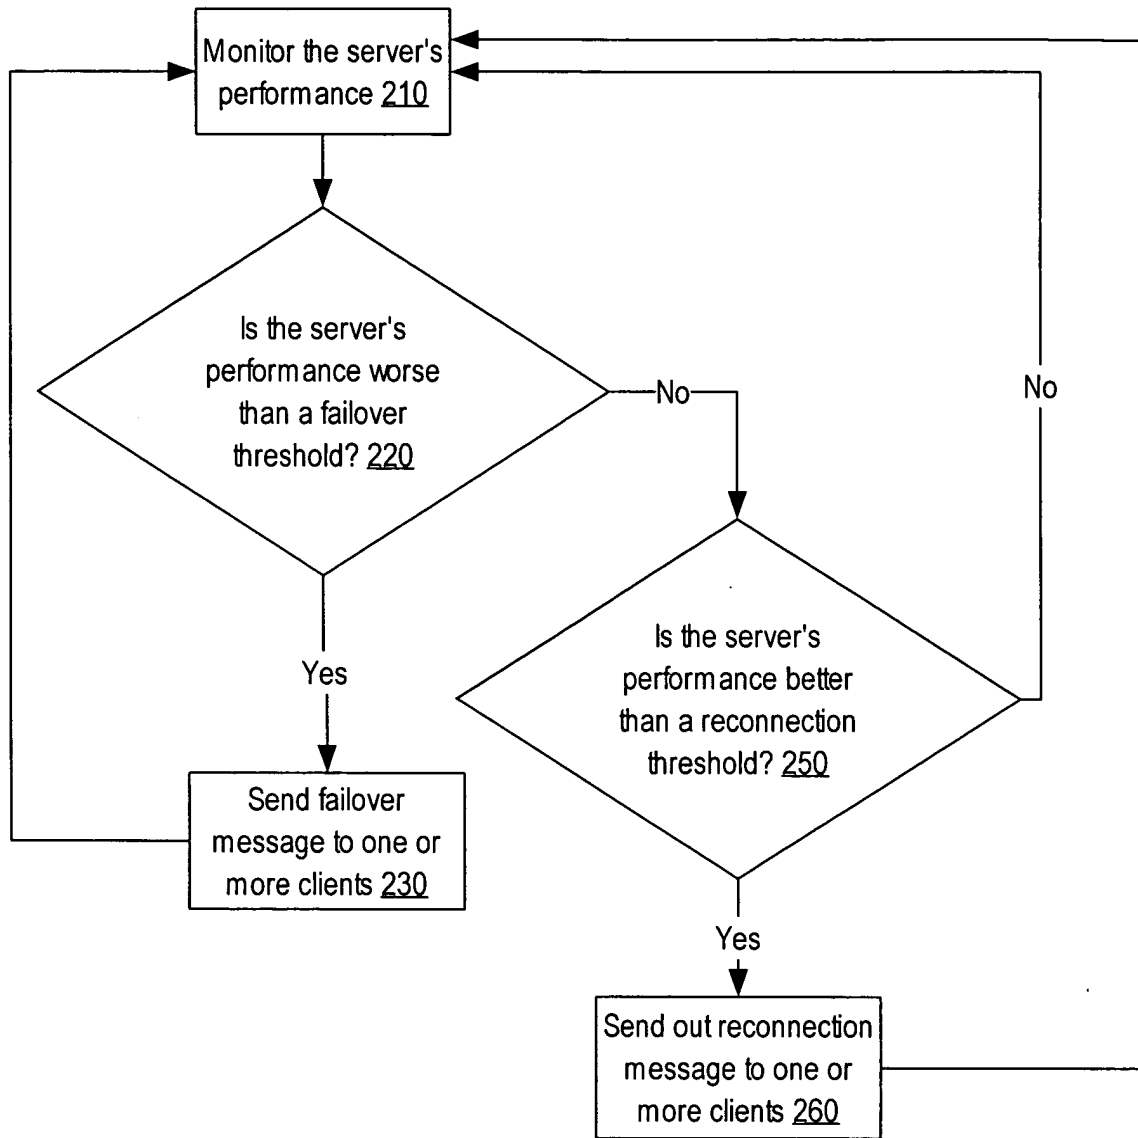 Monitor the server's
performance 210
Is the server's
performance worse
than a failover
threshold? 220
No
No
Yes
Is the server's
performance better
than a reconnection
threshold? 250
Send failover
message to one or
more clients 230
Yes
Send out reconnection
message to one or
more clients 260